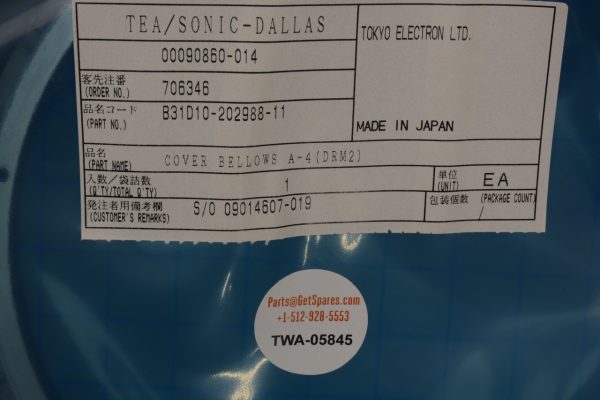 TEA/SONIC-DALLAS
TOKYO ELECTRON LTD.
00090860-014
客先注番
(ORDER NO.) 706346
品名コード
(PART NO.) B31D10-202988-11
MADE IN JAPAN
品名
(PART NAME) COVER BELLOWS A-4(DRM2)
入数/袋詰数
(Q'TY/TOTAL Q'TY) 1
単位
(UNIT) EA
発注者用備考欄
(CUSTOMER'S REMARKS) S/O 09014607-019
包装個数 (PACKAGE COUNT)
Parts@GetSpares.com
+1-512-928-5553
TWA-05845